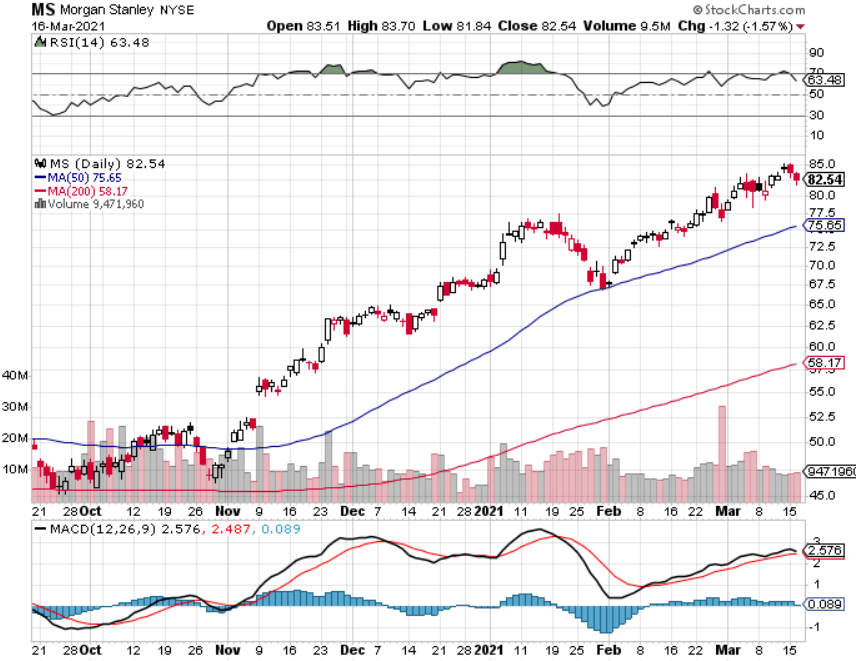 MS Morgan Stanley NYSE © StockCharts.com
16-Mar-2021 Open 83.51 High 83.70 Low 81.84 Close 82.54 Volume 9.5M Chg -1.32 (-1.57%)
RSI(14) 63.48
90
70
63.48
50
30
10
MS (Daily) 82.54
MA(50) 75.65
MA(200) 58.17
Volume 9,471,960
85.0
82.54
80.0
77.5
75.65
72.5
70.0
67.5
65.0
62.5
60.0
58.17
57.5
55.0
52.5
50.0
9471960
45.0
40M
30M
20M
10M
21 28 Oct 12 19 26 Nov 9 16 23 Dec 7 14 21 28 2021 11 19 25 Feb 8 16 22 Mar 8 15
MACD(12,26,9) 2.576, 2.487, 0.089
3
2.576
2
1
0.089
-1
21 28 Oct 12 19 26 Nov 9 16 23 Dec 7 14 21 28 2021 11 19 25 Feb 8 16 22 Mar 8 15